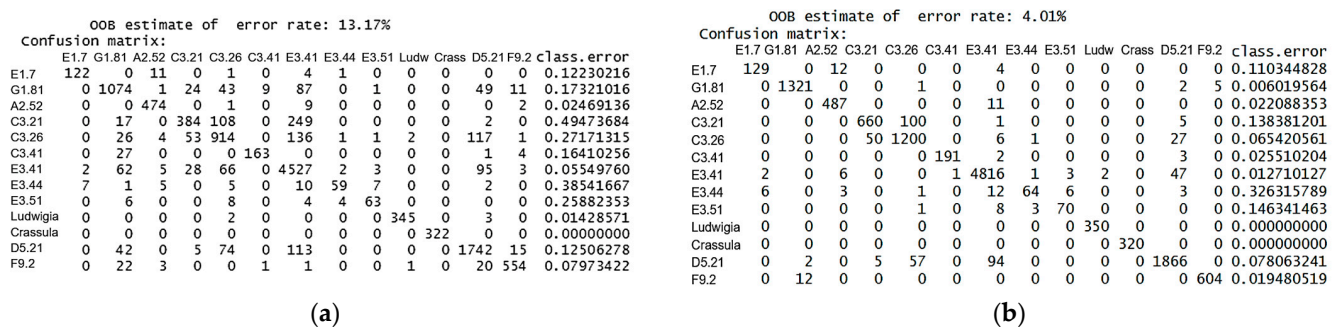 OOB estimate of error rate: 13.17%
Confusion matrix:
E1.7 G1.81 A2.52 C3.21 C3.26 C3.41 E3.41 E3.44 E3.51 Ludw Crass D5.21 F9.2 class.error
E1.7 122 0 11 0 1 0 4 1 0 0 0 0 0 0.12230216
G1.81 0 1074 1 24 43 9 87 0 1 0 0 49 11 0.17321016
A2.52 0 0 474 0 1 0 9 0 0 0 0 0 2 0.02469136
C3.21 0 17 0 384 108 0 249 0 0 0 0 2 0 0.49473684
C3.26 0 26 4 53 914 0 136 1 1 2 0 117 1 0.27171315
C3.41 0 27 0 0 0 163 0 0 0 0 0 1 4 0.16410256
E3.41 2 62 5 28 66 0 4527 2 3 0 0 95 3 0.05549760
E3.44 7 1 5 0 5 0 10 59 7 0 0 2 0 0.38541667
E3.51 0 6 0 0 8 0 4 4 63 0 0 0 0 0.25882353
Ludwigia 0 0 0 0 2 0 0 0 0 345 0 3 0 0.01428571
Crassula 0 0 0 0 0 0 0 0 0 0 322 0 0 0.00000000
D5.21 0 42 0 5 74 0 113 0 0 0 0 1742 15 0.12506278
F9.2 0 22 3 0 0 1 1 0 0 1 0 20 554 0.07973422
(a)
OOB estimate of error rate: 4.01%
Confusion matrix:
E1.7 G1.81 A2.52 C3.21 C3.26 C3.41 E3.41 E3.44 E3.51 Ludw Crass D5.21 F9.2 class.error
E1.7 129 0 12 0 0 0 4 0 0 0 0 0 0 0.110344828
G1.81 0 1321 0 0 1 0 0 0 0 0 0 2 5 0.006019564
A2.52 0 0 487 0 0 0 11 0 0 0 0 0 0 0.022088353
C3.21 0 0 0 660 100 0 1 0 0 0 0 5 0 0.138381201
C3.26 0 0 0 50 1200 0 6 1 0 0 0 27 0 0.065420561
C3.41 0 0 0 0 0 191 2 0 0 0 0 3 0 0.025510204
E3.41 2 0 6 0 0 1 4816 1 3 2 0 47 0 0.012710127
E3.44 6 0 3 0 1 0 12 64 6 0 0 3 0 0.326315789
E3.51 0 0 0 0 1 0 8 3 70 0 0 0 0 0.146341463
Ludwigia 0 0 0 0 0 0 0 0 0 350 0 0 0 0.000000000
Crassula 0 0 0 0 0 0 0 0 0 0 320 0 0 0.000000000
D5.21 0 2 0 5 57 0 94 0 0 0 0 1866 0 0.078063241
F9.2 0 12 0 0 0 0 0 0 0 0 0 0 604 0.019480519
(b)